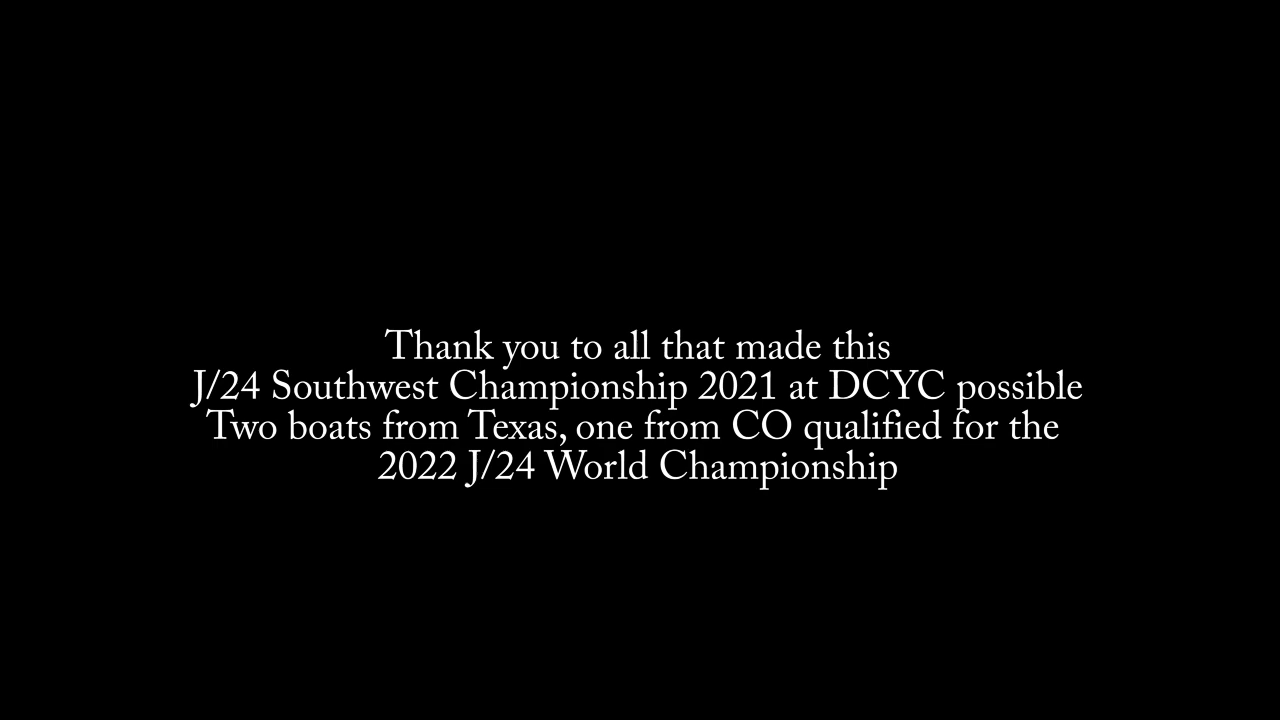 Thank you to all that made this
J/24 Southwest Championship 2021 at DCYC possible
Two boats from Texas, one from CO qualified for the
2022 J/24 World Championship